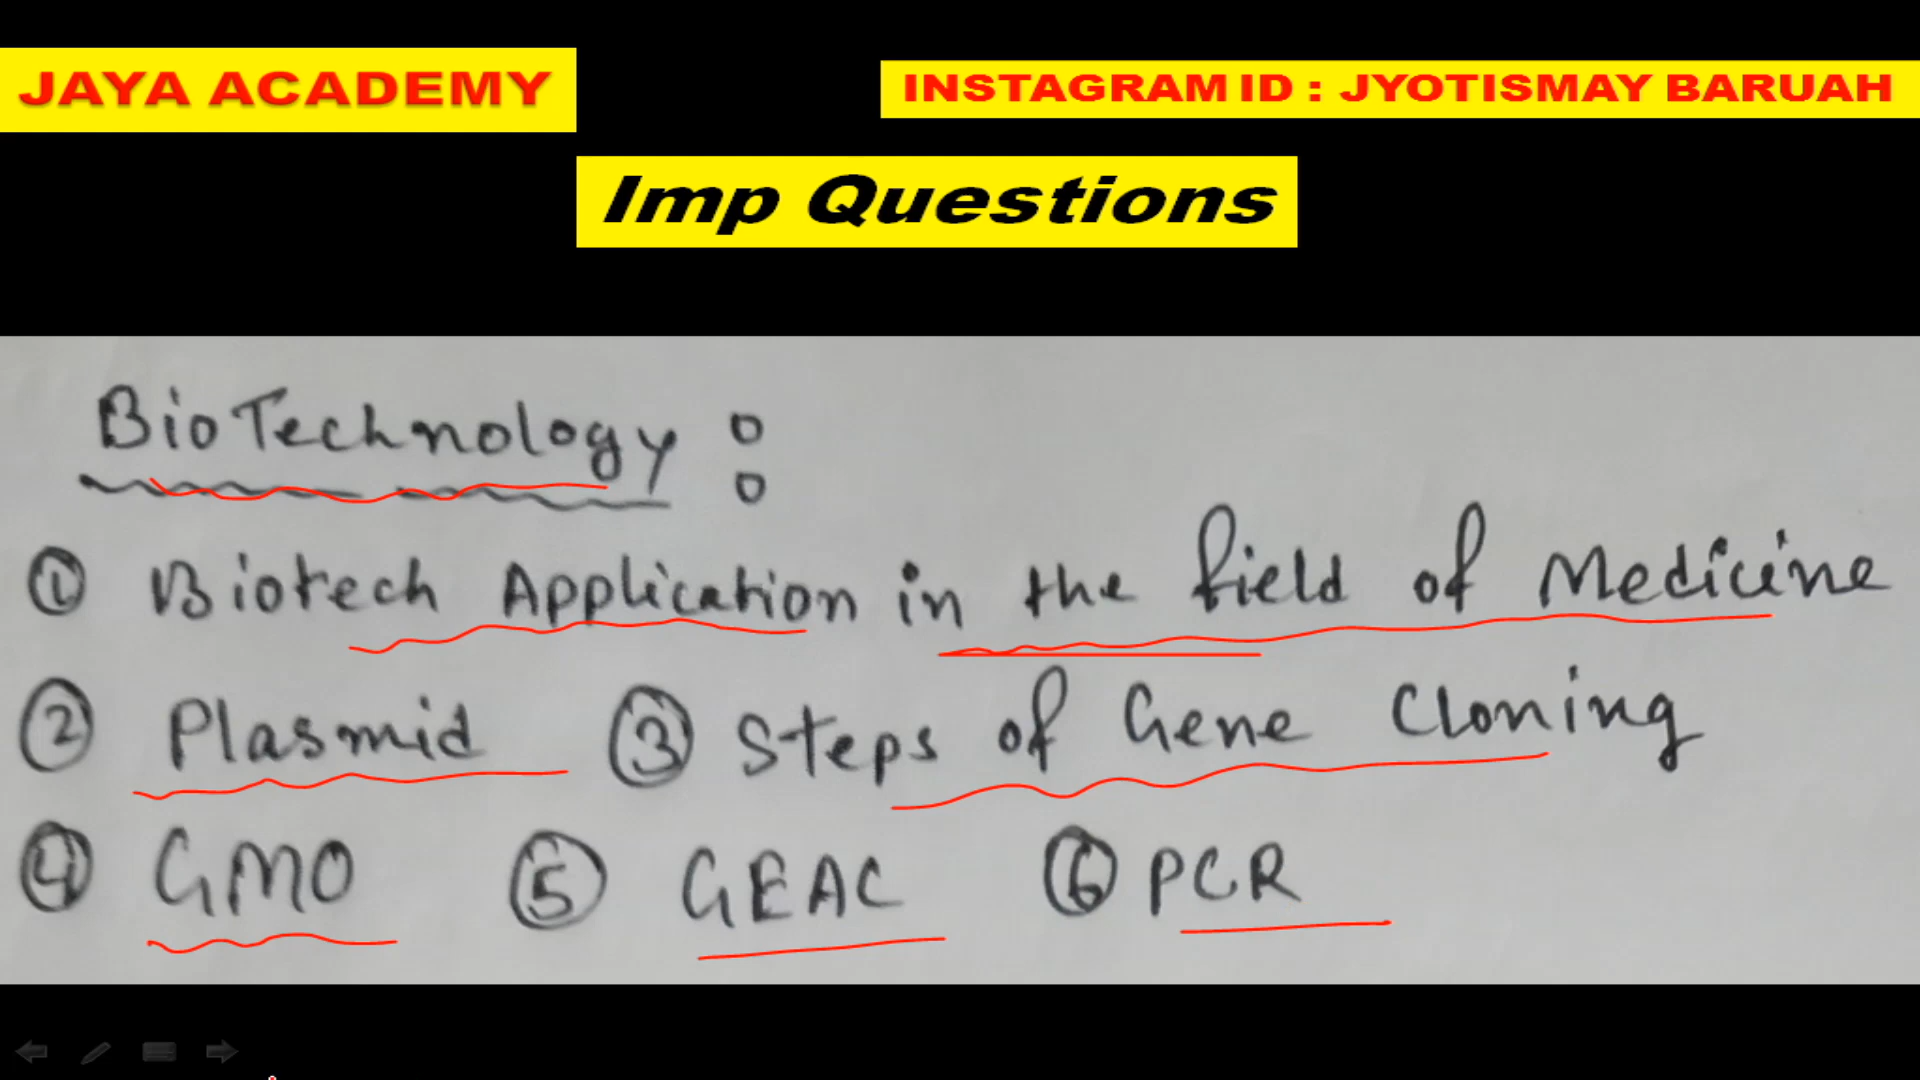 JAYA ACADEMY
INSTAGRAM ID : JYOTISMAY BARUAH
Imp Questions
BioTechnology :
① Biotech Application in the field of Medicine
② Plasmid ③ Steps of Gene Cloning
④ GMO ⑤ GEAC ⑥ PCR